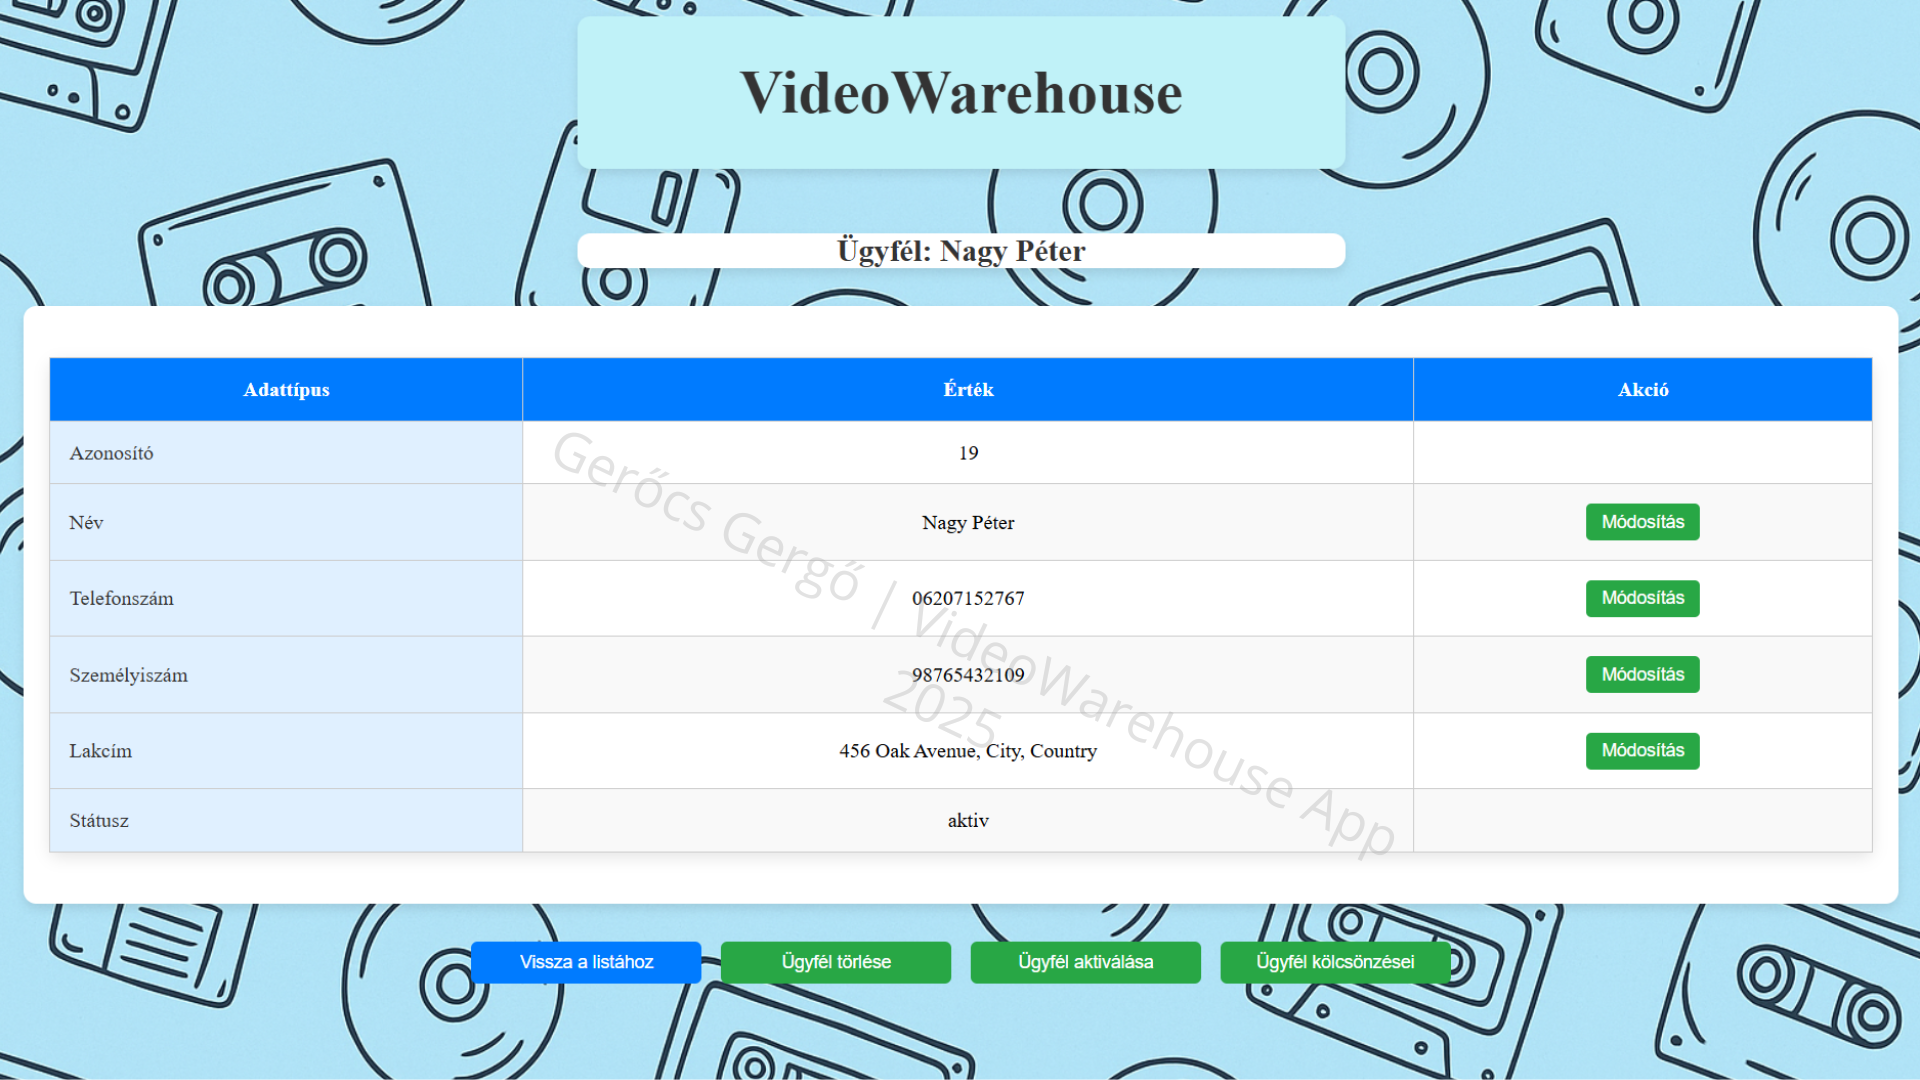 VideoWarehouse
Ügyfél: Nagy Péter
Adattípus Érték Akció
Azonosító 19
Név Nagy Péter Módosítás
Telefonszám 06207152767 Módosítás
Személyiszám 98765432109 Módosítás
Lakcím 456 Oak Avenue, City, Country Módosítás
Státusz aktiv
Gerőcs Gergő | VideoWarehouse App
2025
Vissza a listához Ügyfél törlése Ügyfél aktiválása Ügyfél kölcsönzései